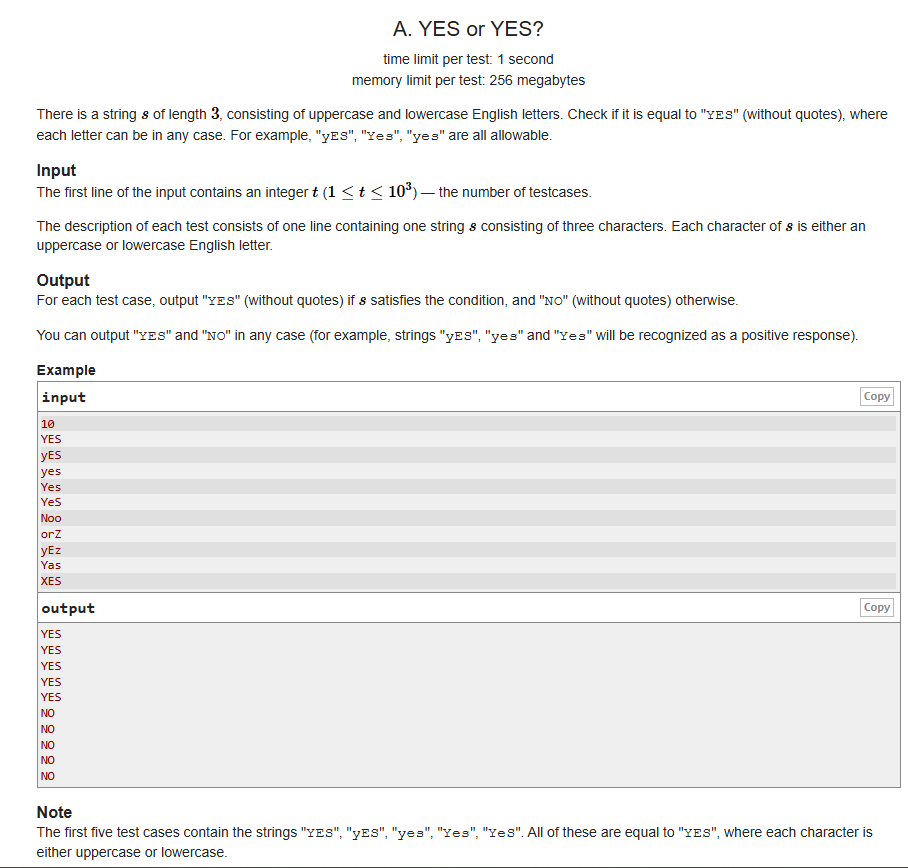 A. YES or YES?
time limit per test: 1 second
memory limit per test: 256 megabytes
There is a string s of length 3, consisting of uppercase and lowercase English letters. Check if it is equal to "YES" (without quotes), where
each letter can be in any case. For example, "yES", "Yes", "yes" are all allowable.
Input
The first line of the input contains an integer t (1 ≤ t ≤ 10³) — the number of testcases.
The description of each test consists of one line containing one string s consisting of three characters. Each character of s is either an
uppercase or lowercase English letter.
Output
For each test case, output "YES" (without quotes) if s satisfies the condition, and "NO" (without quotes) otherwise.
You can output "YES" and "NO" in any case (for example, strings "yES", "yes" and "Yes" will be recognized as a positive response).
Example
input Copy
10
YES
yES
yes
Yes
YeS
Noo
orZ
yEz
Yas
XES
output Copy
YES
YES
YES
YES
YES
NO
NO
NO
NO
NO
Note
The first five test cases contain the strings "YES", "yES", "yes", "Yes", "YeS". All of these are equal to "YES", where each character is
either uppercase or lowercase.